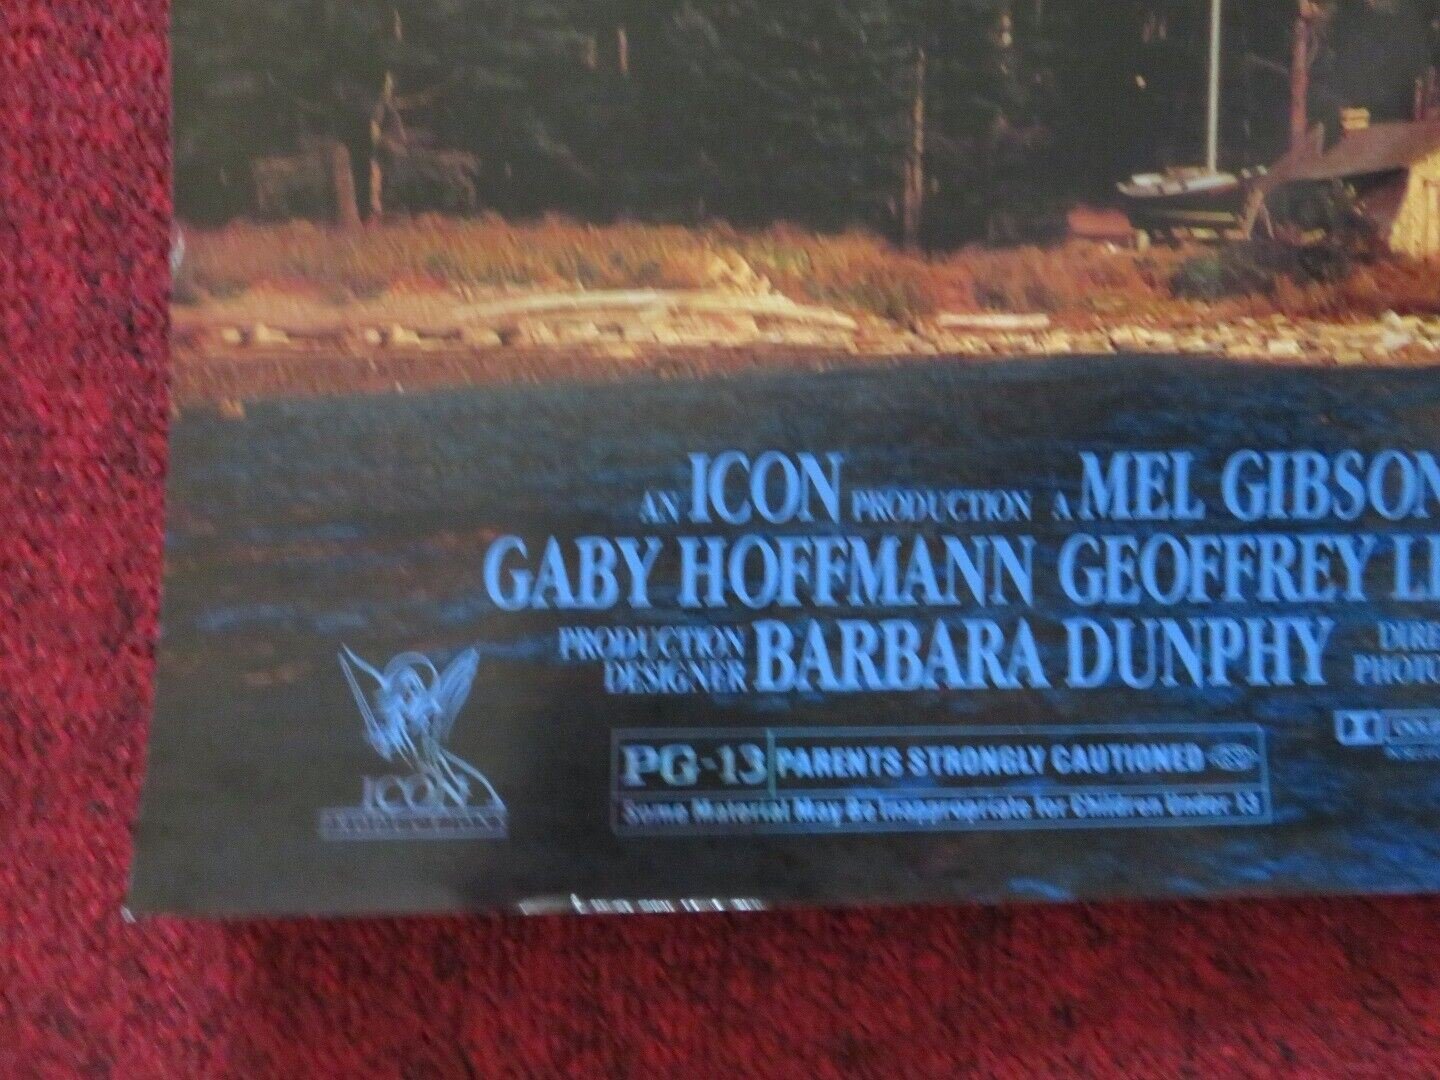 AN ICON PRODUCTION A MEL GIBSON
GABY HOFFMANN GEOFFREY
PRODUCTION DESIGNER BARBARA DUNPHY
ICON
PG-13 PARENTS STRONGLY CAUTIONED
Some Material May Be Inappropriate for Children Under 13